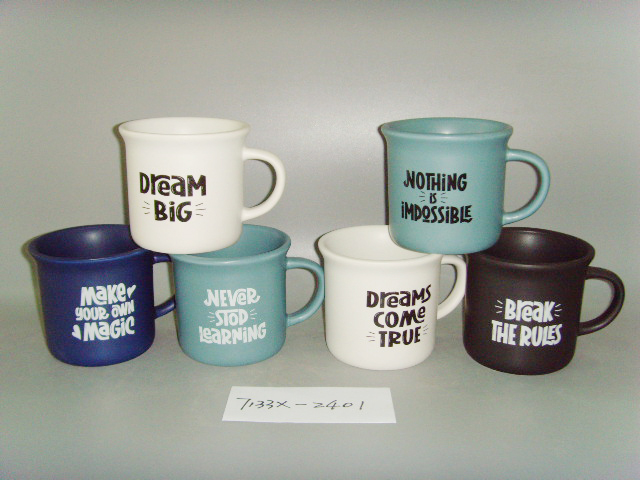 DREAM
BIG
NOTHING
IS
IMPOSSIBLE
MAKE
YOUR OWN
MAGIC
NEVER
STOP
LEARNING
DREAMS
COME
TRUE
BREAK
THE RULES
7133X-2401